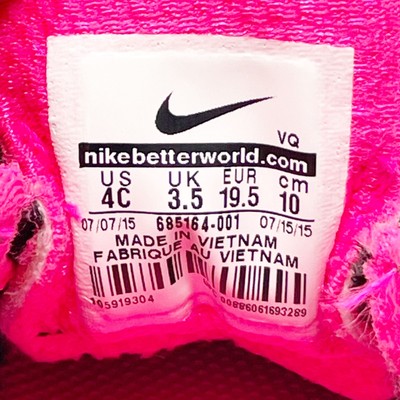 VQ
nikebetterworld.com
US UK EUR cm
4C 3.5 19.5 10
07/07/15 685164-001 07/15/15
MADE IN VIETNAM
FABRIQUE AU VIETNAM